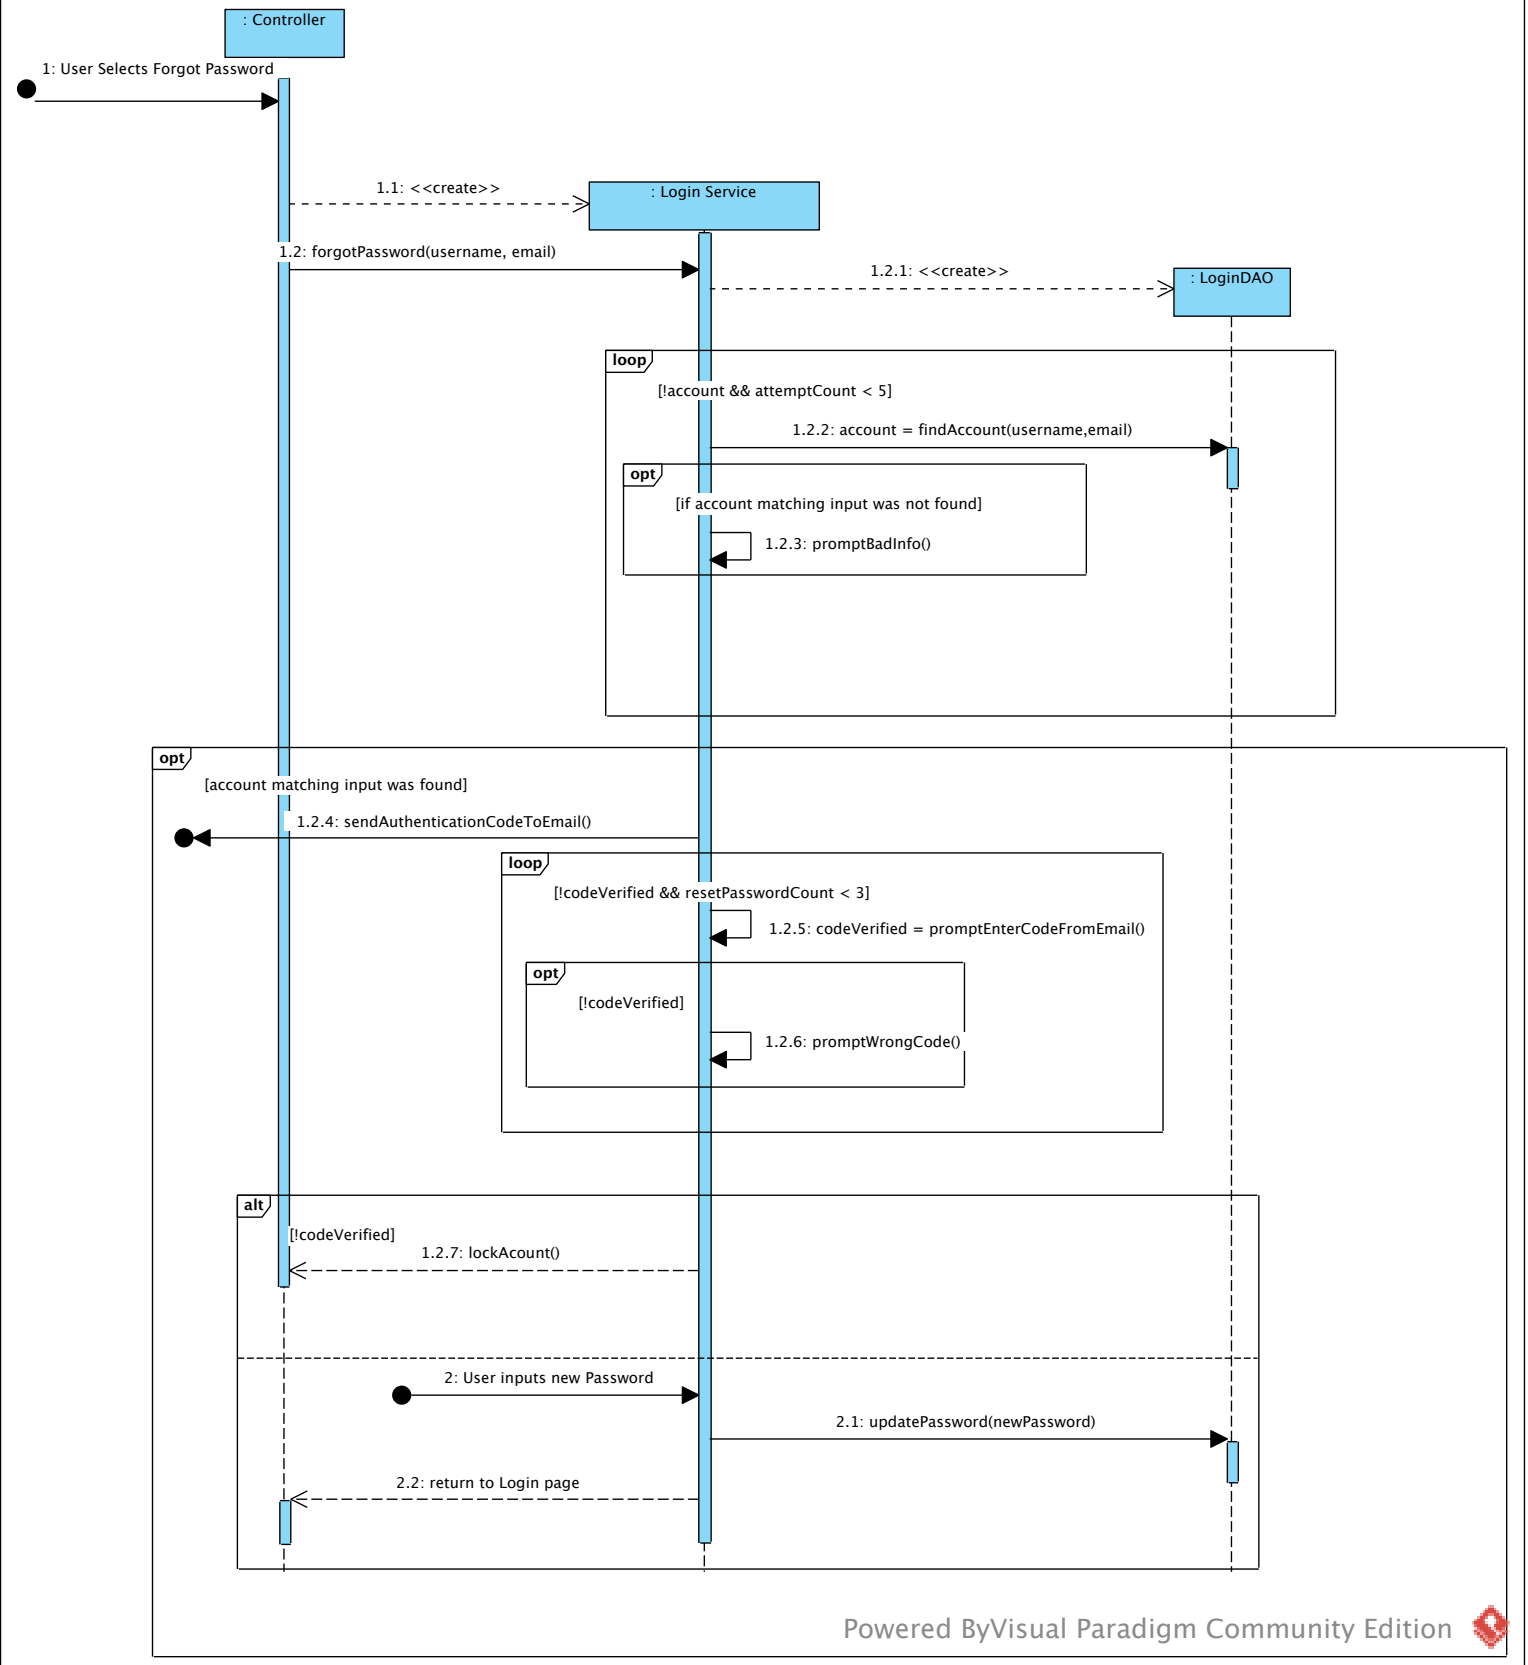 : Controller
1: User Selects Forgot Password
1.1: <<create>>
: Login Service
1.2: forgotPassword(username, email)
1.2.1: <<create>>
: LoginDAO
loop
[!account && attemptCount < 5]
1.2.2: account = findAccount(username,email)
opt
[if account matching input was not found]
1.2.3: promptBadInfo()
opt
[account matching input was found]
1.2.4: sendAuthenticationCodeToEmail()
loop
[!codeVerified && resetPasswordCount < 3]
1.2.5: codeVerified = promptEnterCodeFromEmail()
opt
[!codeVerified]
1.2.6: promptWrongCode()
alt
[!codeVerified]
1.2.7: lockAcount()
2: User inputs new Password
2.1: updatePassword(newPassword)
2.2: return to Login page
Powered ByVisual Paradigm Community Edition